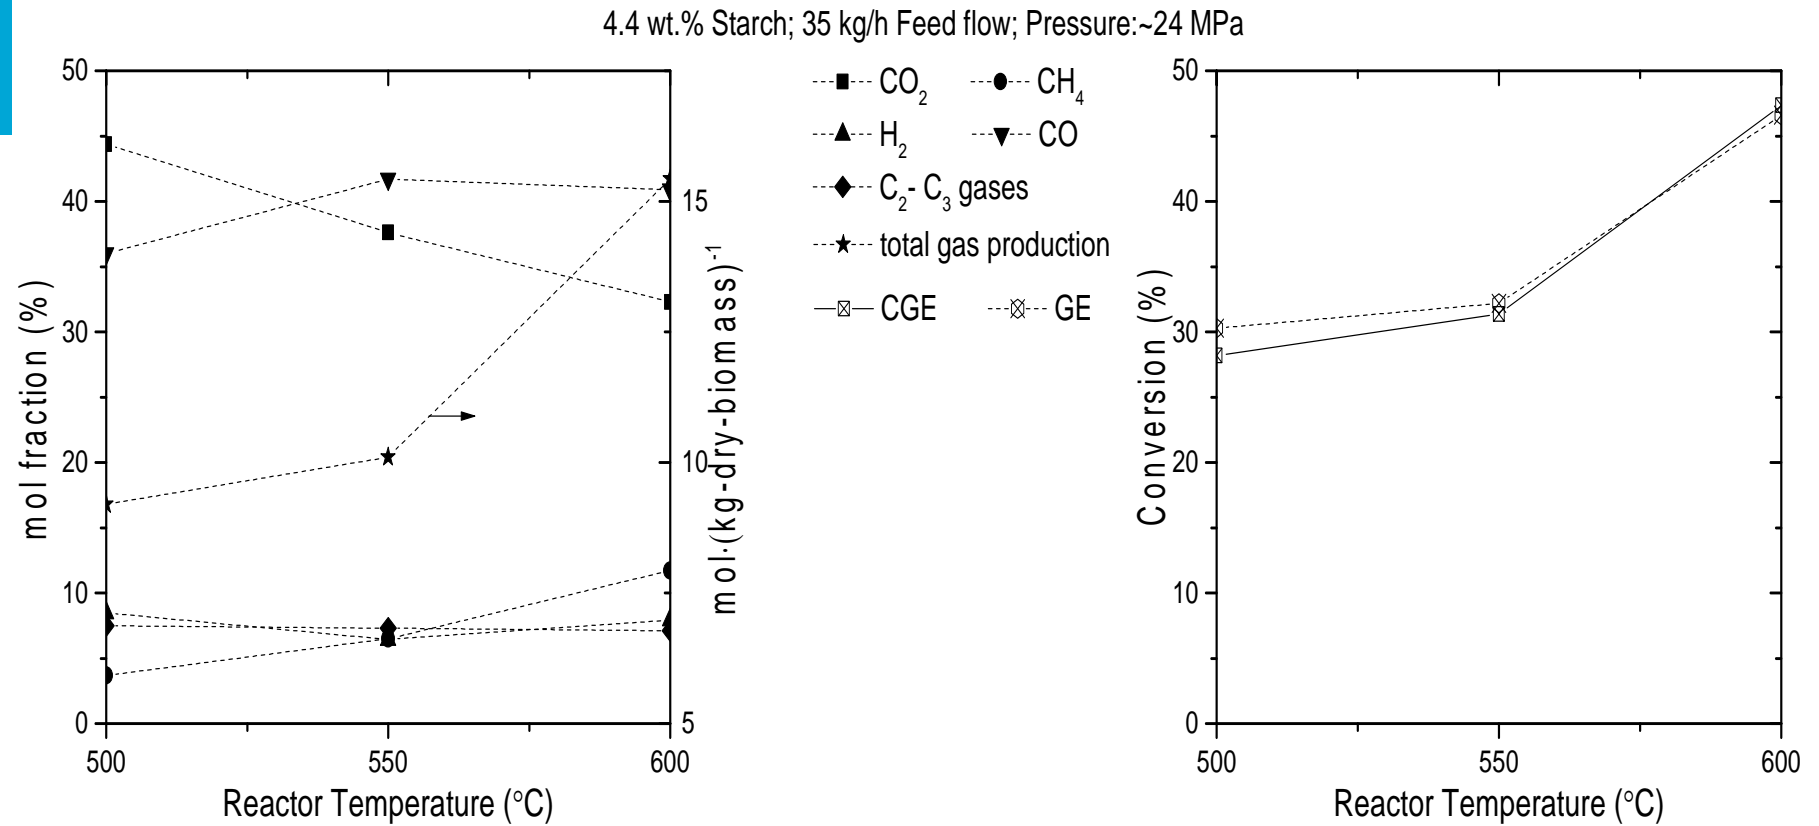 4.4 wt.% Starch; 35 kg/h Feed flow; Pressure:~24 MPa
mol fraction (%)
50
40
30
20
10
0
500
550
600
Reactor Temperature (°C)
15
10
5
mol·(kg-dry-biomass)⁻¹
CO₂
CH₄
H₂
CO
C₂- C₃ gases
total gas production
CGE
GE
Conversion (%)
50
40
30
20
10
0
500
550
600
Reactor Temperature (°C)